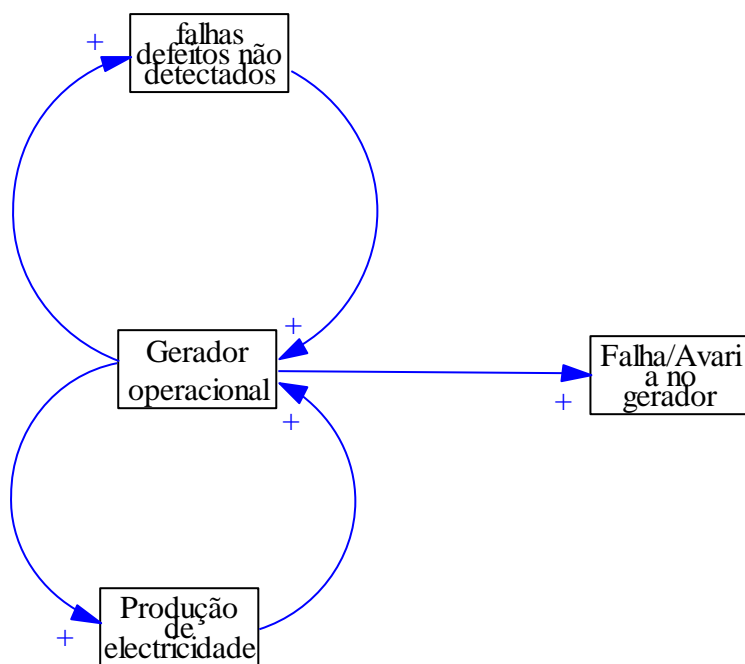 +
falhas
defeitos não
detectados
+
Gerador
operacional
+
+
Falha/Avari
a no
gerador
+
Produção
de
electricidade